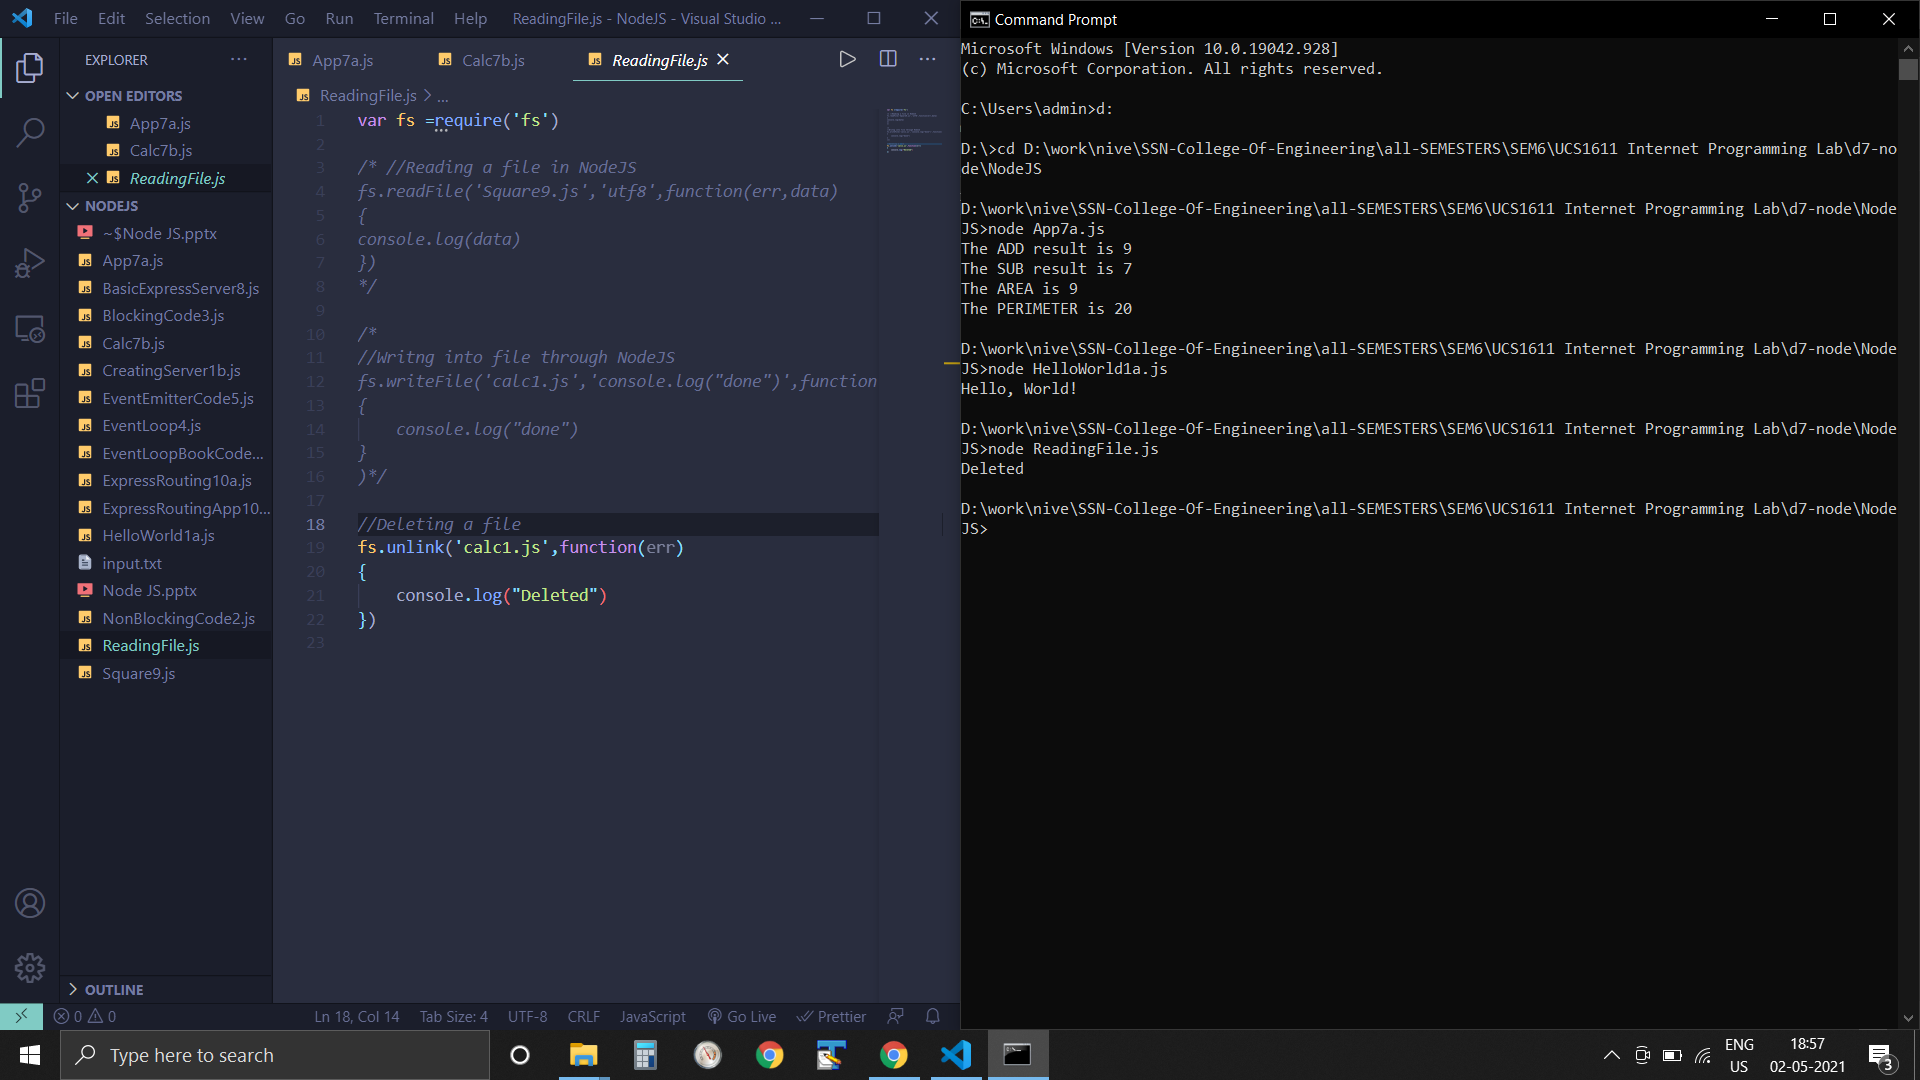 File Edit Selection View Go Run Terminal Help ReadingFile.js - NodeJS - Visual Studio ...
EXPLORER
OPEN EDITORS
App7a.js
Calc7b.js
ReadingFile.js
NODEJS
~$Node JS.pptx
App7a.js
BasicExpressServer8.js
BlockingCode3.js
Calc7b.js
CreatingServer1b.js
EventEmitterCode5.js
EventLoop4.js
EventLoopBookCode...
ExpressRouting10a.js
ExpressRoutingApp10...
HelloWorld1a.js
input.txt
Node JS.pptx
NonBlockingCode2.js
ReadingFile.js
Square9.js
OUTLINE
App7a.js Calc7b.js ReadingFile.js
ReadingFile.js > ...
1 var fs =require('fs')
2
3 /* //Reading a file in NodeJS
4 fs.readFile('Square9.js','utf8',function(err,data)
5 {
6 console.log(data)
7 })
8 */
9
10 /*
11 //Writng into file through NodeJS
12 fs.writeFile('calc1.js','console.log("done")',function
13 {
14 console.log("done")
15 }
16 )*/
17
18 //Deleting a file
19 fs.unlink('calc1.js',function(err)
20 {
21 console.log("Deleted")
22 })
23
0 0 Ln 18, Col 14 Tab Size: 4 UTF-8 CRLF JavaScript Go Live Prettier
Command Prompt
Microsoft Windows [Version 10.0.19042.928]
(c) Microsoft Corporation. All rights reserved.
C:\Users\admin>d:
D:\>cd D:\work\nive\SSN-College-Of-Engineering\all-SEMESTERS\SEM6\UCS1611 Internet Programming Lab\d7-no
de\NodeJS
D:\work\nive\SSN-College-Of-Engineering\all-SEMESTERS\SEM6\UCS1611 Internet Programming Lab\d7-node\Node
JS>node App7a.js
The ADD result is 9
The SUB result is 7
The AREA is 9
The PERIMETER is 20
D:\work\nive\SSN-College-Of-Engineering\all-SEMESTERS\SEM6\UCS1611 Internet Programming Lab\d7-node\Node
JS>node HelloWorld1a.js
Hello, World!
D:\work\nive\SSN-College-Of-Engineering\all-SEMESTERS\SEM6\UCS1611 Internet Programming Lab\d7-node\Node
JS>node ReadingFile.js
Deleted
D:\work\nive\SSN-College-Of-Engineering\all-SEMESTERS\SEM6\UCS1611 Internet Programming Lab\d7-node\Node
JS>
Type here to search
ENG
US
18:57
02-05-2021
3